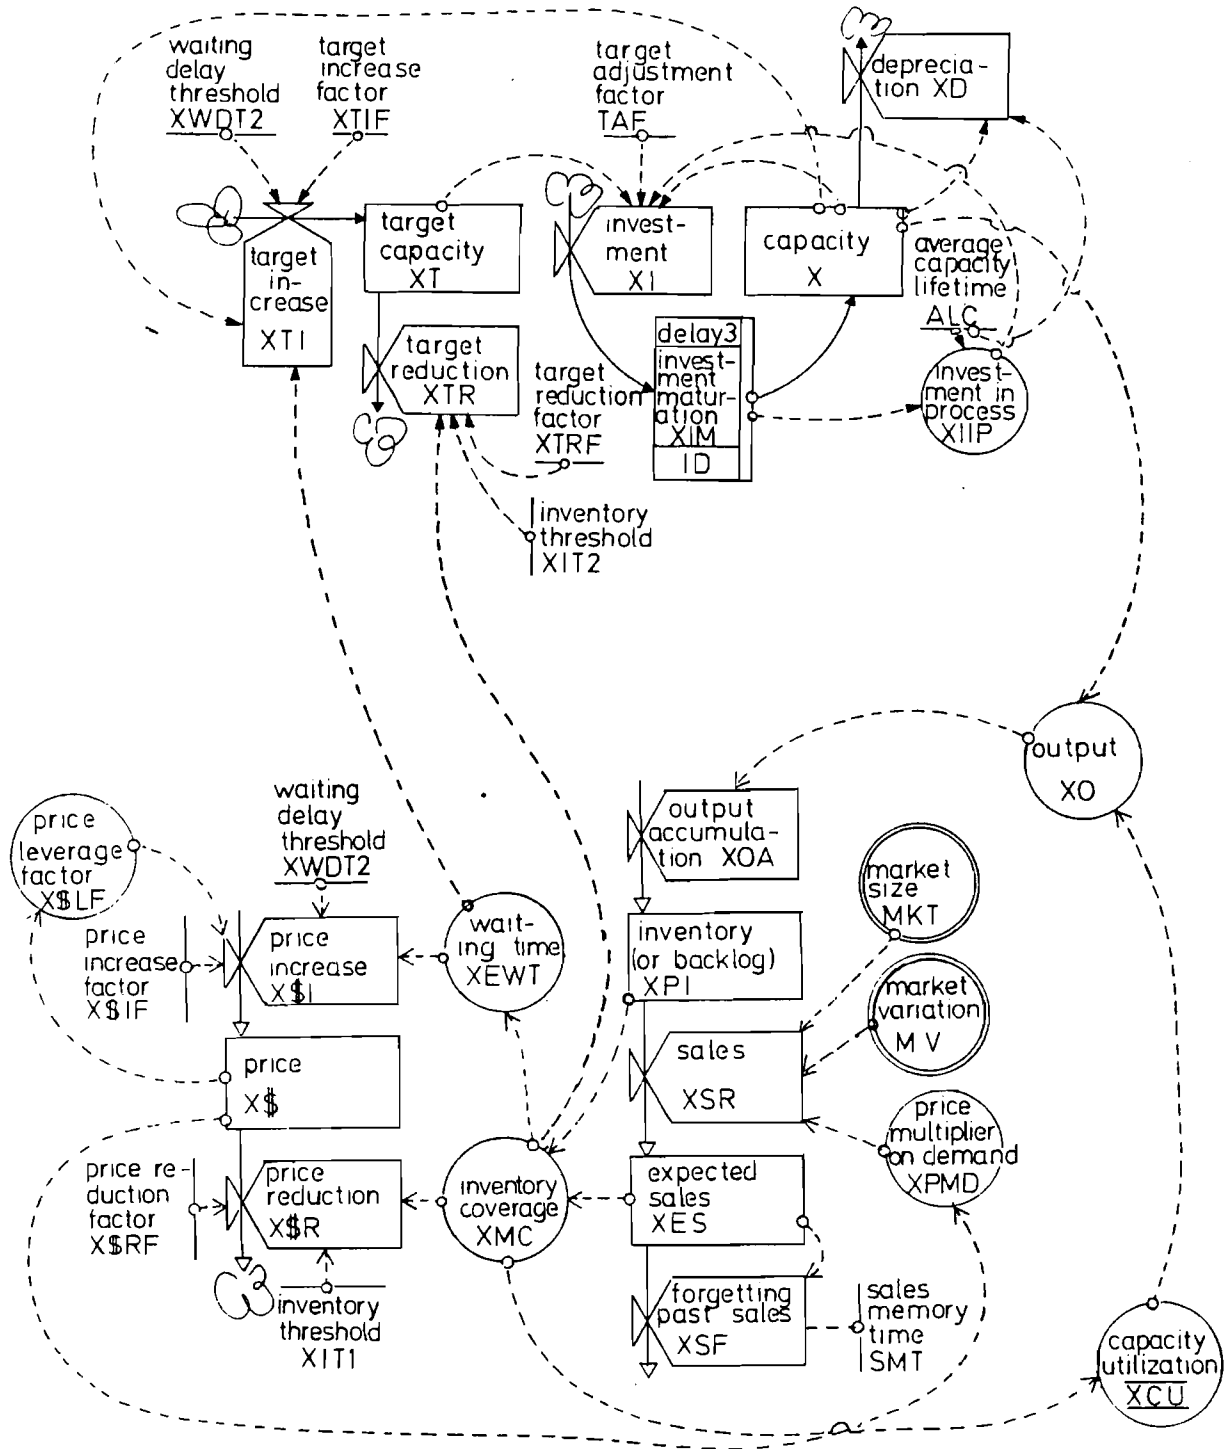 waiting
delay
threshold
XWDT2
target
increase
factor
XTIF
target
adjustment
factor
TAF
deprecia-
tion XD
target
in-
crease
XTI
target
capacity
XT
invest-
ment
XI
capacity
X
average
capacity
lifetime
ALC
target
reduction
XTR
target
reduction
factor
XTRF
delay3
invest-
ment
matur-
ation
XIM
ID
invest-
ment in
process
XIIP
inventory
threshold
XIT2
output
XO
price
leverage
factor
X$LF
waiting
delay
threshold
XWDT2
output
accumula-
tion XOA
market
size
MKT
price
increase
factor
X$IF
price
increase
X$I
wait-
ing time
XEWT
inventory
(or backlog)
XPI
market
variation
MV
price
X$
sales
XSR
price
multiplier
on demand
XPMD
price re-
duction
factor
X$RF
price
reduction
X$R
inventory
coverage
XMC
expected
sales
XES
inventory
threshold
XIT1
forgetting
past sales
XSF
sales
memory
time
SMT
capacity
utilization
XCU